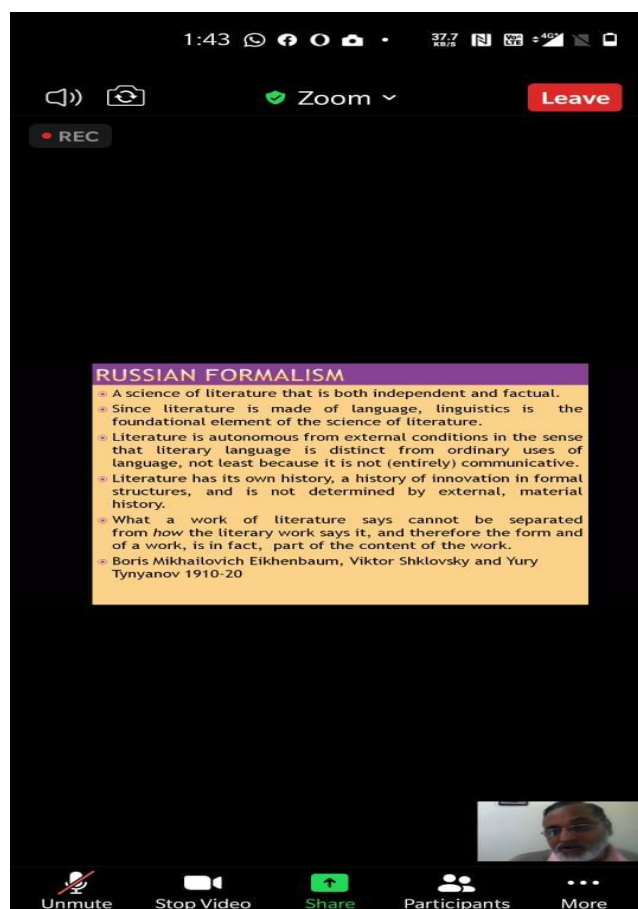 1:43 37.7 KB/S VoLTE 4G+
Zoom
Leave
REC
RUSSIAN FORMALISM
A science of literature that is both independent and factual.
Since literature is made of language, linguistics is the
foundational element of the science of literature.
Literature is autonomous from external conditions in the sense
that literary language is distinct from ordinary uses of
language, not least because it is not (entirely) communicative.
Literature has its own history, a history of innovation in formal
structures, and is not determined by external, material
history.
What a work of literature says cannot be separated
from how the literary work says it, and therefore the form and
of a work, is in fact, part of the content of the work.
Boris Mikhailovich Eikhenbaum, Viktor Shklovsky and Yury
Tynyanov 1910-20
Unmute Stop Video Share Participants More